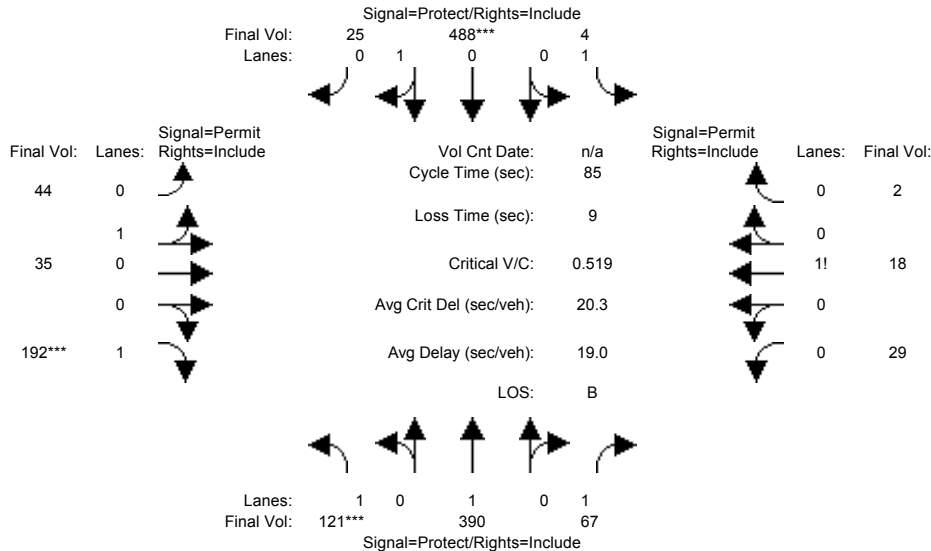 Signal=Protect/Rights=Include
Final Vol: 25 488*** 4
Lanes: 0 1 0 0 1
Signal=Permit Signal=Permit
Final Vol: Lanes: Rights=Include Vol Cnt Date: n/a Rights=Include Lanes: Final Vol:
Cycle Time (sec): 85
44 0 0 2
Loss Time (sec): 9
1 0
35 0 Critical V/C: 0.519 1! 18
0 Avg Crit Del (sec/veh): 20.3 0
192*** 1 Avg Delay (sec/veh): 19.0 0 29
LOS: B
Lanes: 1 0 1 0 1
Final Vol: 121*** 390 67
Signal=Protect/Rights=Include